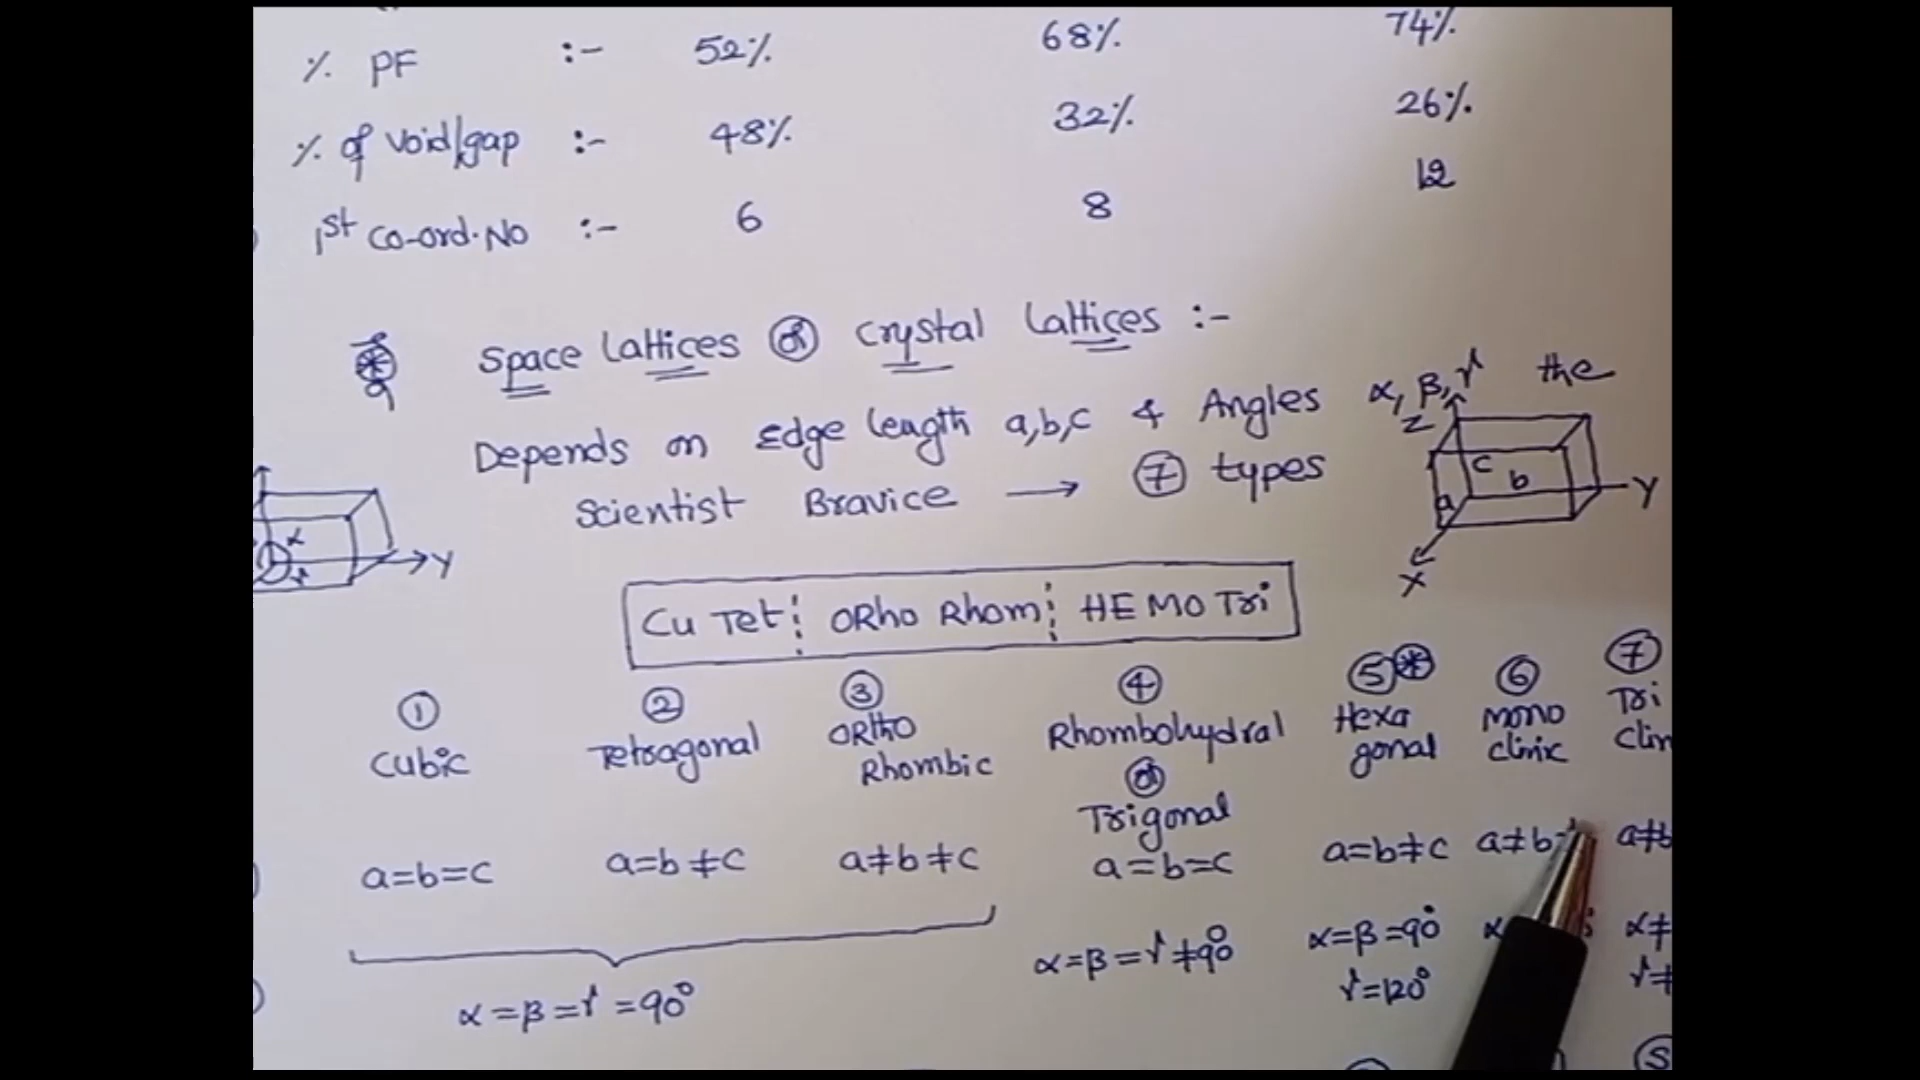 % PF :- 52% 68% 74%
% of void/gap :- 48% 32% 26%
1st Co-ord.No :- 6 8 12
Space Lattices or Crystal Lattices :-
Depends on Edge length a,b,c & Angles α, β, γ the
Scientist Bravice → 7 types
Z
c b
a
Y
X
α
γ
Y
Cu Tet ORho Rhom HE MO Tri
1 2 3 4 5 6 7
Cubic Tetragonal ORtho Rhombohydral Hexa Mono Tri
Rhombic or gonal clinic clin
Trigonal
a=b=c a=b≠c a≠b≠c a=b=c a=b≠c a≠b a≠b
α=β=γ=90° α=β=γ≠90° α=β=90° α α≠
γ=120° γ≠